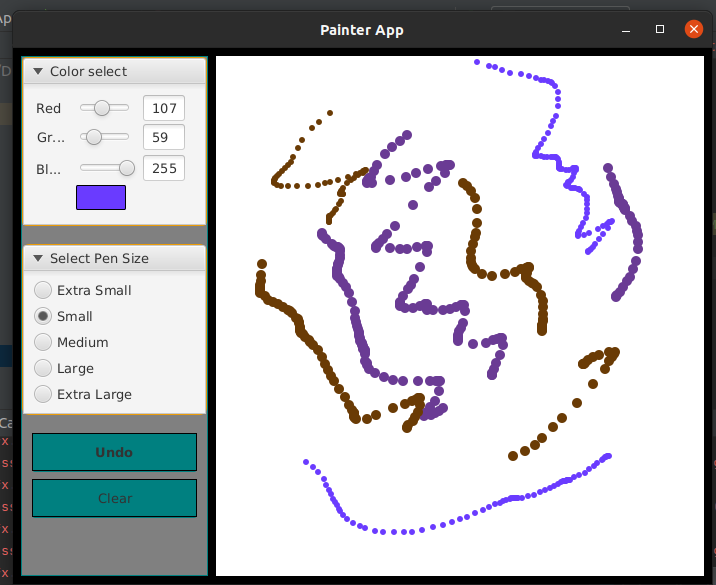 Painter App
Color select
Red 107
Gr... 59
Bl... 255
Select Pen Size
Extra Small
Small
Medium
Large
Extra Large
Undo
Clear